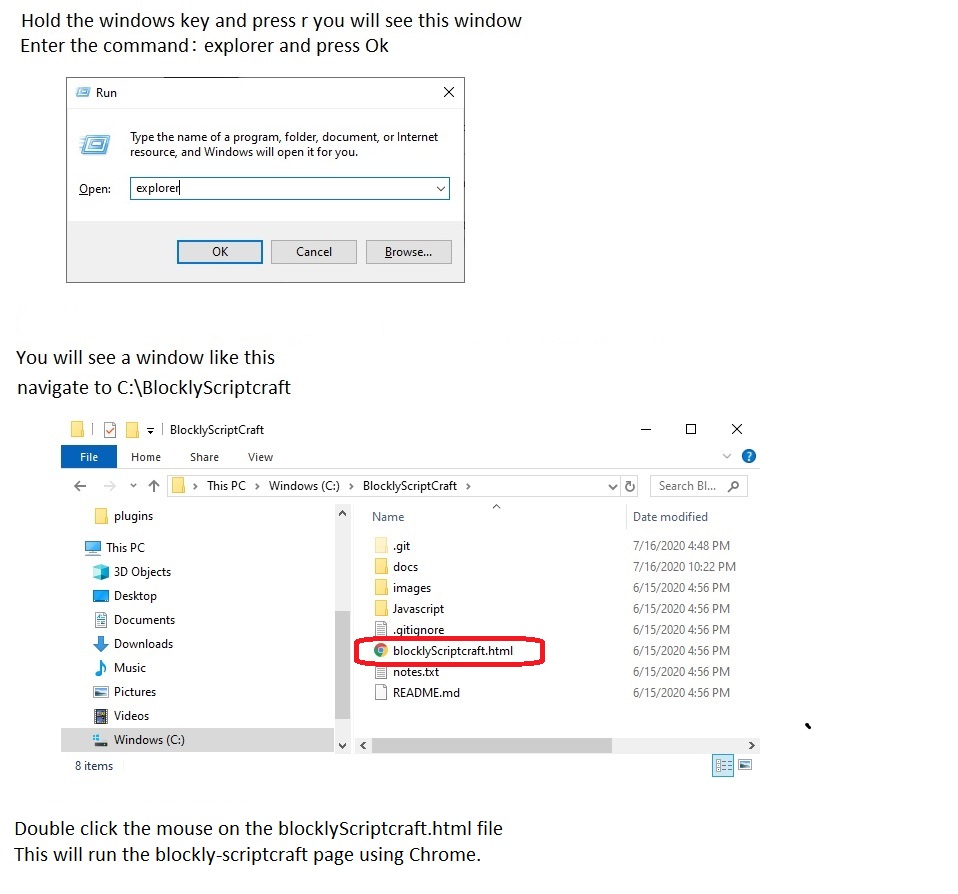 Hold the windows key and press r you will see this window
Enter the command: explorer and press Ok
Run
Type the name of a program, folder, document, or Internet
resource, and Windows will open it for you.
Open: explorer
OK Cancel Browse...
You will see a window like this
navigate to C:\BlocklyScriptcraft
BlocklyScriptCraft
File Home Share View
This PC > Windows (C:) > BlocklyScriptCraft > Search Bl...
plugins
This PC
3D Objects
Desktop
Documents
Downloads
Music
Pictures
Videos
Windows (C:)
Name Date modified
.git 7/16/2020 4:48 PM
docs 7/16/2020 10:22 PM
images 6/15/2020 4:56 PM
Javascript 6/15/2020 4:56 PM
.gitignore 6/15/2020 4:56 PM
blocklyScriptcraft.html 6/15/2020 4:56 PM
notes.txt 6/15/2020 4:56 PM
README.md 6/15/2020 4:56 PM
8 items
Double click the mouse on the blocklyScriptcraft.html file
This will run the blockly-scriptcraft page using Chrome.